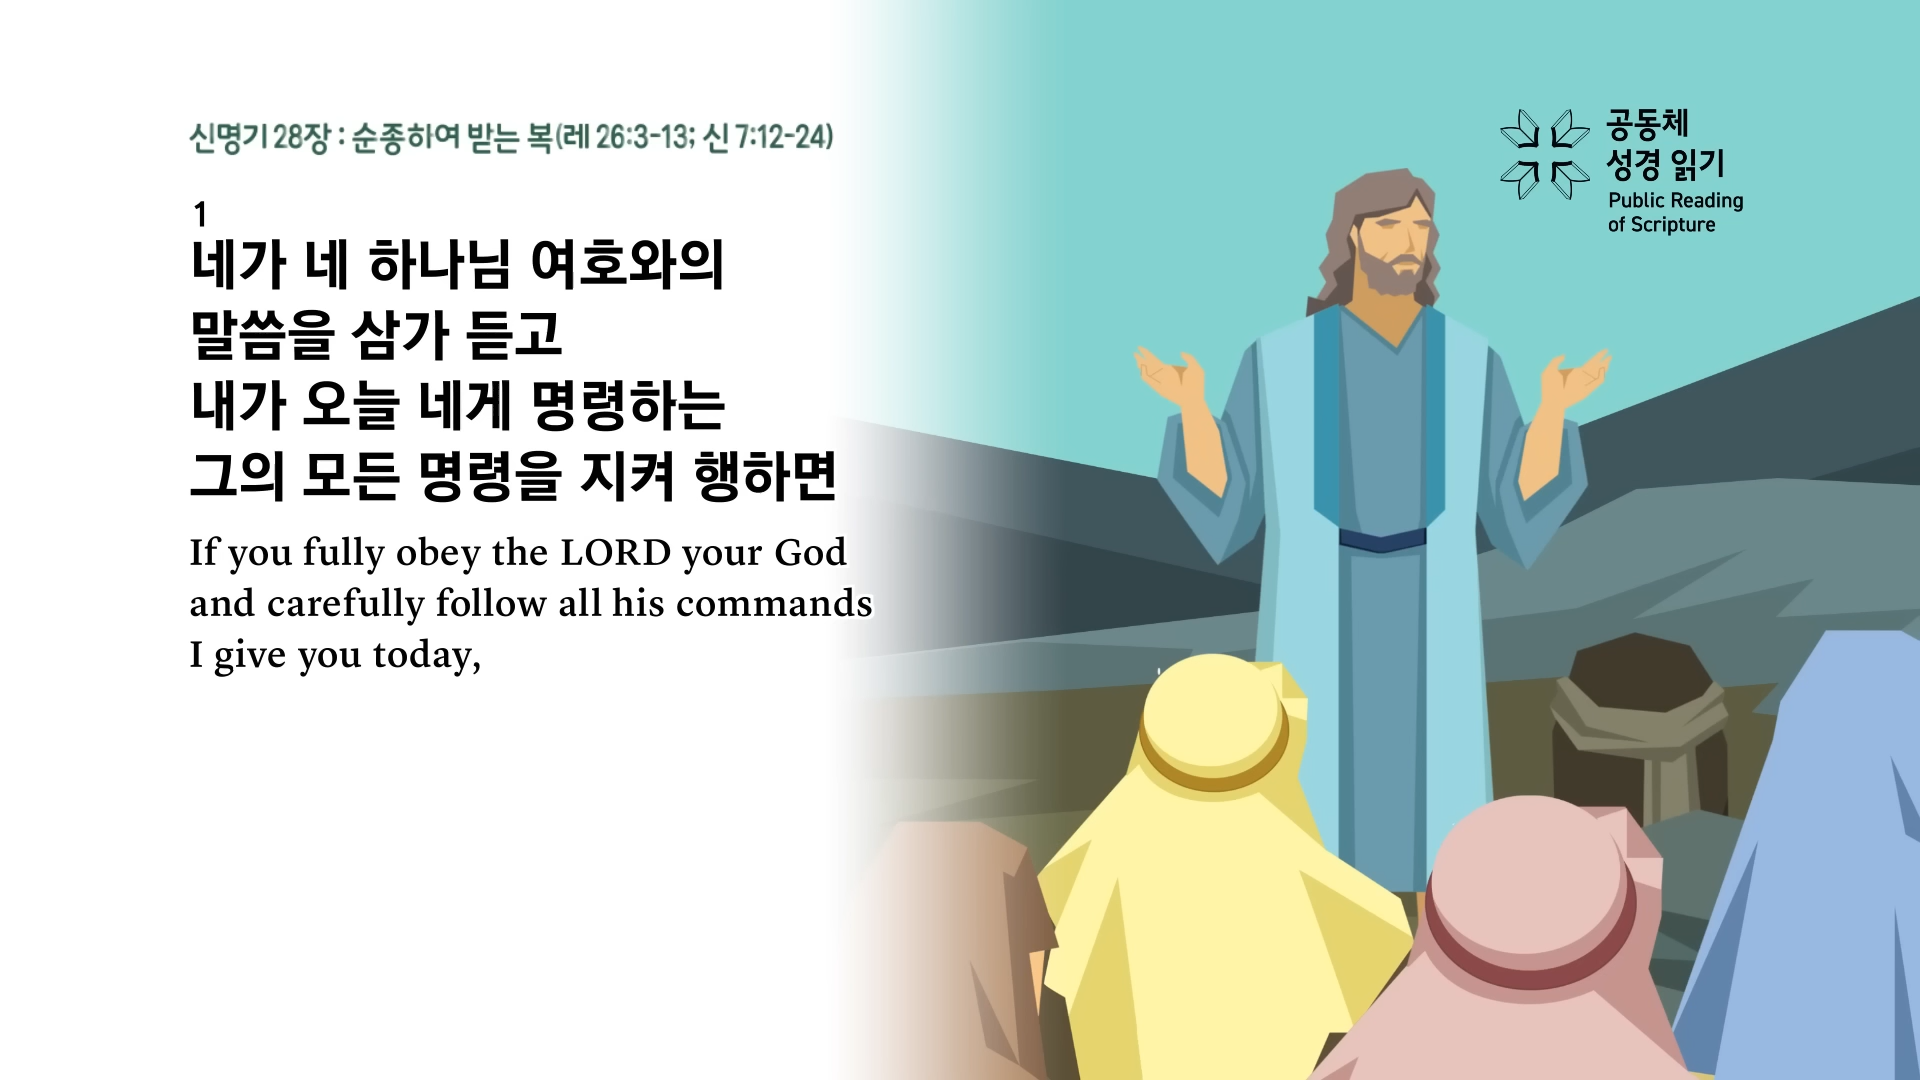 신명기 28장 : 순종하여 받는 복(레 26:3-13; 신 7:12-24)
1
네가 네 하나님 여호와의
말씀을 삼가 듣고
내가 오늘 네게 명령하는
그의 모든 명령을 지켜 행하면
If you fully obey the LORD your God
and carefully follow all his commands
I give you today,
공동체
성경 읽기
Public Reading
of Scripture